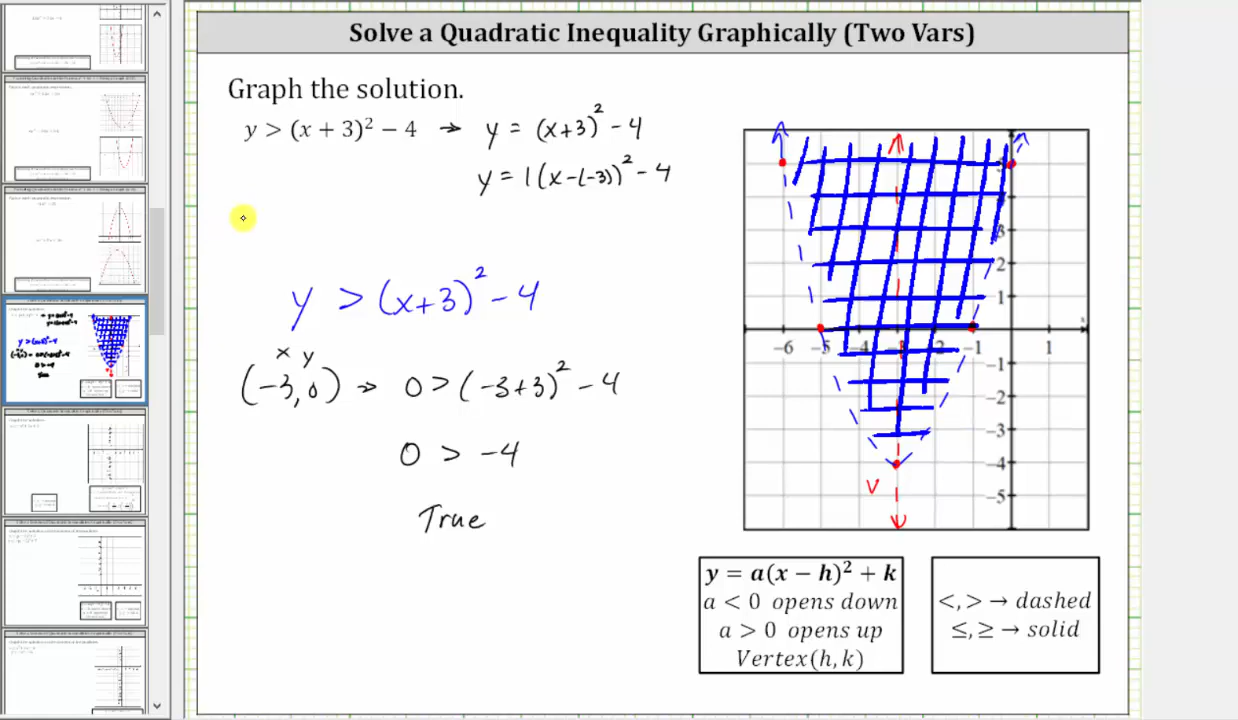 Solve a Quadratic Inequality Graphically (Two Vars)
Graph the solution.
y > (x + 3)² − 4 → y = (x+3)² - 4
y = 1(x-(-3))² - 4
y > (x+3)² - 4
x y
(-3, 0) → 0 > (-3+3)² - 4
0 > -4
True
5
4
3
2
1
−6 −5 −4 −3 −2 −1 1
x
−1
−2
−3
−4
−5
V
y = a(x − h)² + k
a < 0 opens down
a > 0 opens up
Vertex(h, k)
<, > → dashed
≤, ≥ → solid